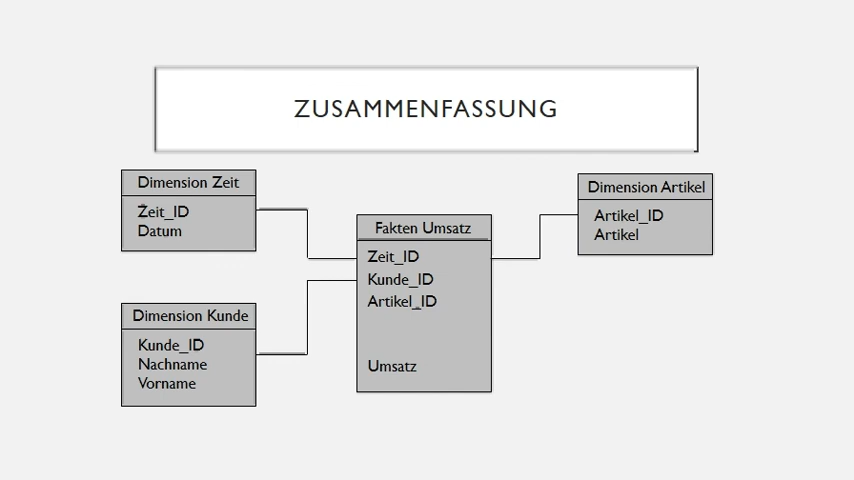 ZUSAMMENFASSUNG
Dimension Zeit
Zeit_ID
Datum
Dimension Kunde
Kunde_ID
Nachname
Vorname
Fakten Umsatz
Zeit_ID
Kunde_ID
Artikel_ID
Umsatz
Dimension Artikel
Artikel_ID
Artikel